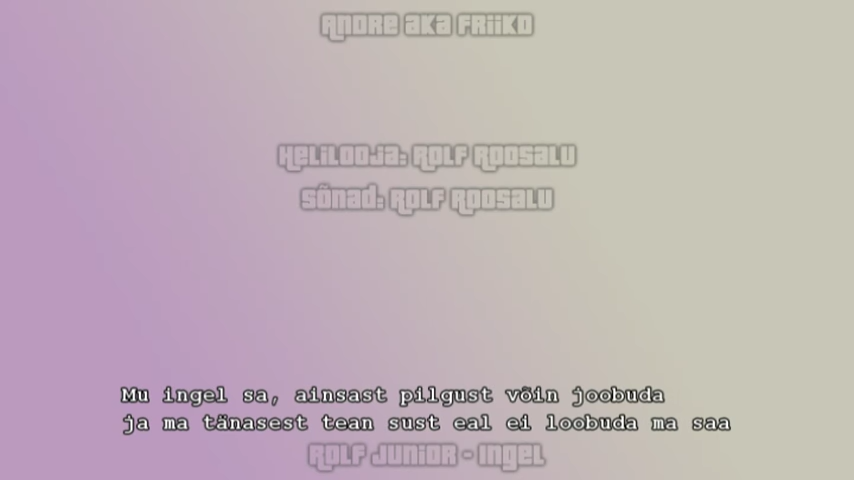 Andre aka Friiko
Helilooja: Rolf Roosalu
Sõnad: Rolf Roosalu
Mu ingel sa, ainsast pilgust võin joobuda
ja ma tänasest tean sust eal ei loobuda ma saa
Rolf Junior - Ingel